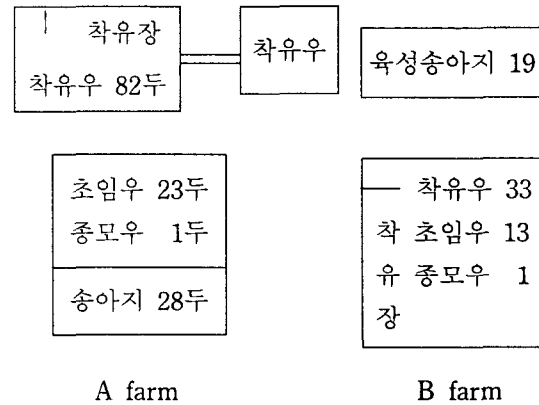 착유장
착유우 82두
착유우
육성송아지 19
초임우 23두
종모우 1두
송아지 28두
착유우 33
착 초임우 13
유 종모우 1
장
A farm
B farm